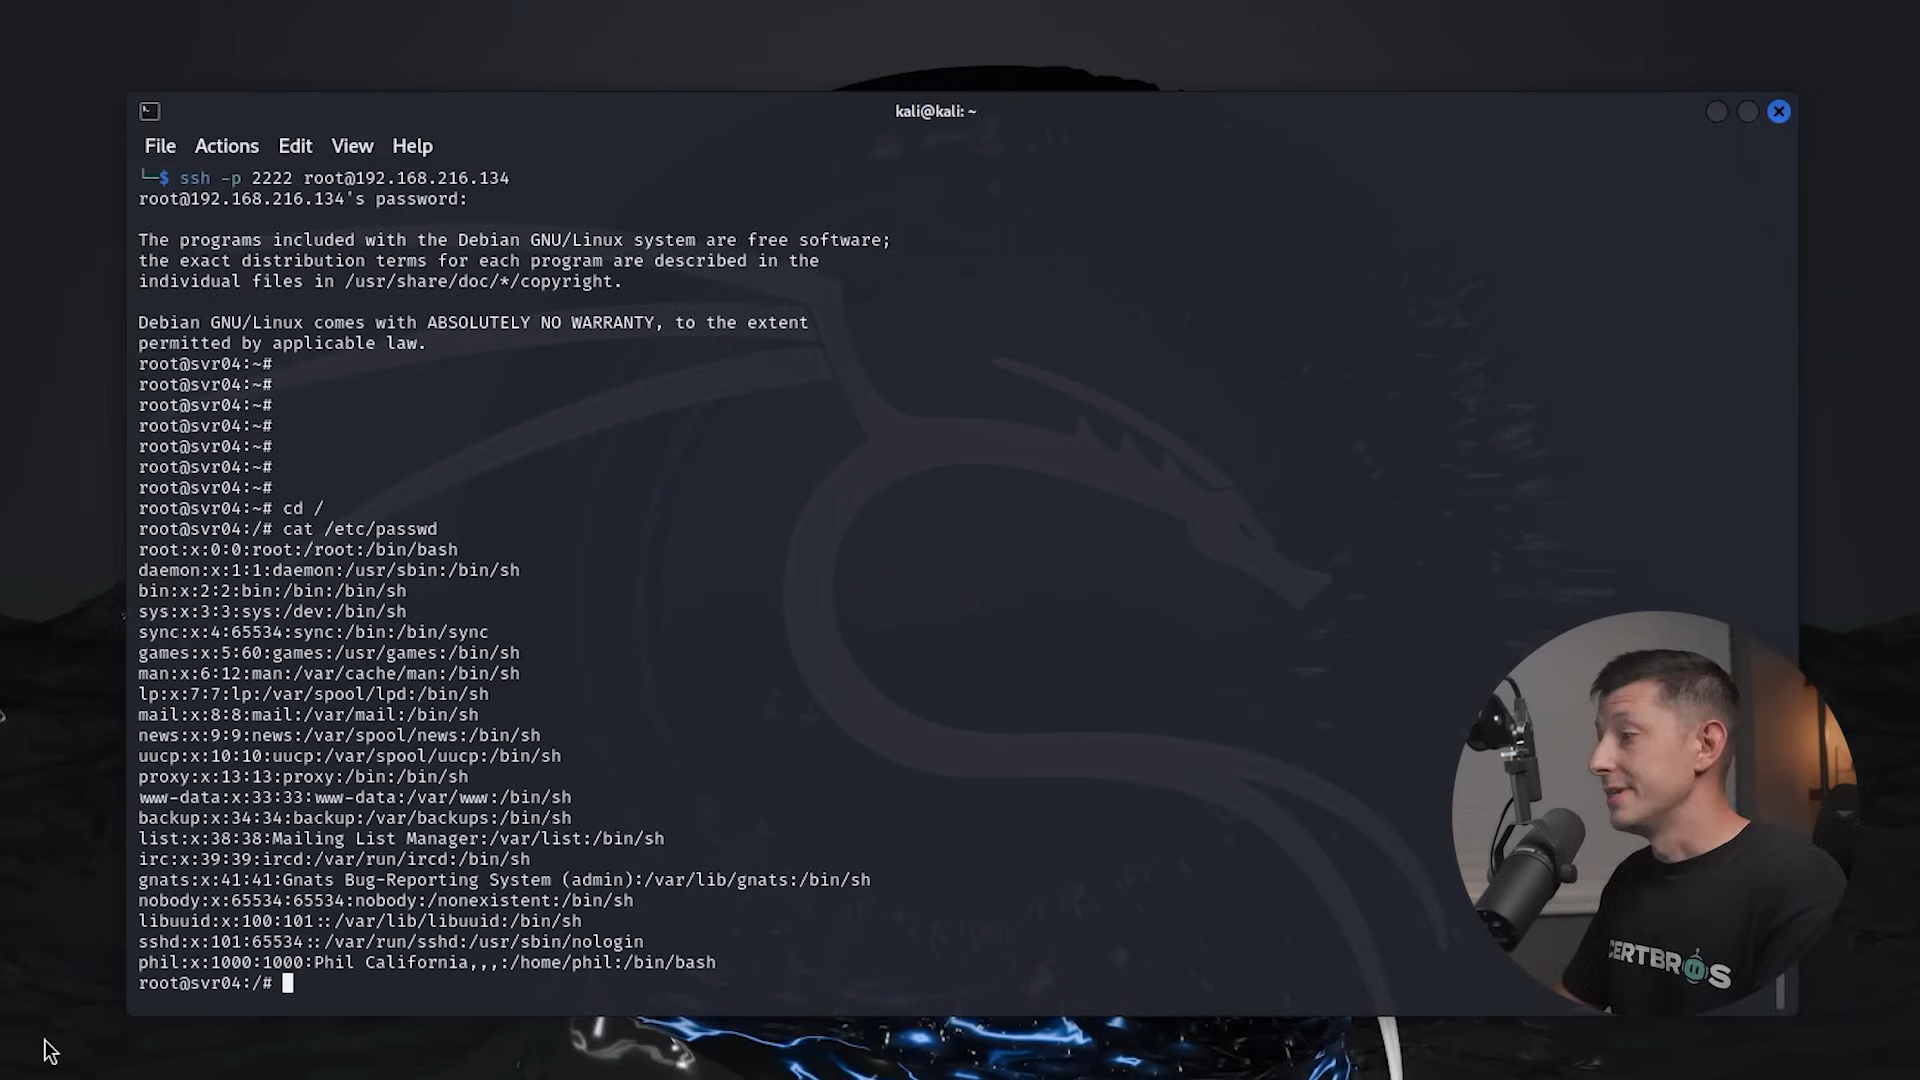 kali@kali: ~
File Actions Edit View Help
└─$ ssh -p 2222 root@192.168.216.134
root@192.168.216.134's password:
The programs included with the Debian GNU/Linux system are free software;
the exact distribution terms for each program are described in the
individual files in /usr/share/doc/*/copyright.
Debian GNU/Linux comes with ABSOLUTELY NO WARRANTY, to the extent
permitted by applicable law.
root@svr04:~#
root@svr04:~#
root@svr04:~#
root@svr04:~#
root@svr04:~#
root@svr04:~#
root@svr04:~#
root@svr04:~# cd /
root@svr04:/# cat /etc/passwd
root:x:0:0:root:/root:/bin/bash
daemon:x:1:1:daemon:/usr/sbin:/bin/sh
bin:x:2:2:bin:/bin:/bin/sh
sys:x:3:3:sys:/dev:/bin/sh
sync:x:4:65534:sync:/bin:/bin/sync
games:x:5:60:games:/usr/games:/bin/sh
man:x:6:12:man:/var/cache/man:/bin/sh
lp:x:7:7:lp:/var/spool/lpd:/bin/sh
mail:x:8:8:mail:/var/mail:/bin/sh
news:x:9:9:news:/var/spool/news:/bin/sh
uucp:x:10:10:uucp:/var/spool/uucp:/bin/sh
proxy:x:13:13:proxy:/bin:/bin/sh
www-data:x:33:33:www-data:/var/www:/bin/sh
backup:x:34:34:backup:/var/backups:/bin/sh
list:x:38:38:Mailing List Manager:/var/list:/bin/sh
irc:x:39:39:ircd:/var/run/ircd:/bin/sh
gnats:x:41:41:Gnats Bug-Reporting System (admin):/var/lib/gnats:/bin/sh
nobody:x:65534:65534:nobody:/nonexistent:/bin/sh
libuuid:x:100:101::/var/lib/libuuid:/bin/sh
sshd:x:101:65534::/var/run/sshd:/usr/sbin/nologin
phil:x:1000:1000:Phil California,,,:/home/phil:/bin/bash
root@svr04:/#
CERTBROS